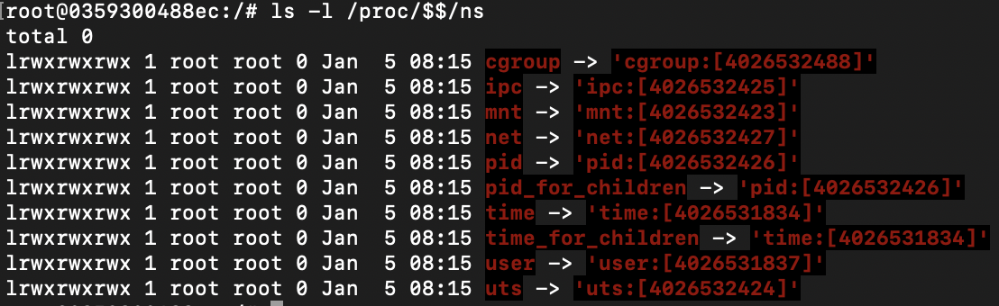 [root@0359300488ec:/# ls -l /proc/$$/ns
total 0
lrwxrwxrwx 1 root root 0 Jan  5 08:15 cgroup -> 'cgroup:[4026532488]'
lrwxrwxrwx 1 root root 0 Jan  5 08:15 ipc -> 'ipc:[4026532425]'
lrwxrwxrwx 1 root root 0 Jan  5 08:15 mnt -> 'mnt:[4026532423]'
lrwxrwxrwx 1 root root 0 Jan  5 08:15 net -> 'net:[4026532427]'
lrwxrwxrwx 1 root root 0 Jan  5 08:15 pid -> 'pid:[4026532426]'
lrwxrwxrwx 1 root root 0 Jan  5 08:15 pid_for_children -> 'pid:[4026532426]'
lrwxrwxrwx 1 root root 0 Jan  5 08:15 time -> 'time:[4026531834]'
lrwxrwxrwx 1 root root 0 Jan  5 08:15 time_for_children -> 'time:[4026531834]'
lrwxrwxrwx 1 root root 0 Jan  5 08:15 user -> 'user:[4026531837]'
lrwxrwxrwx 1 root root 0 Jan  5 08:15 uts -> 'uts:[4026532424]'